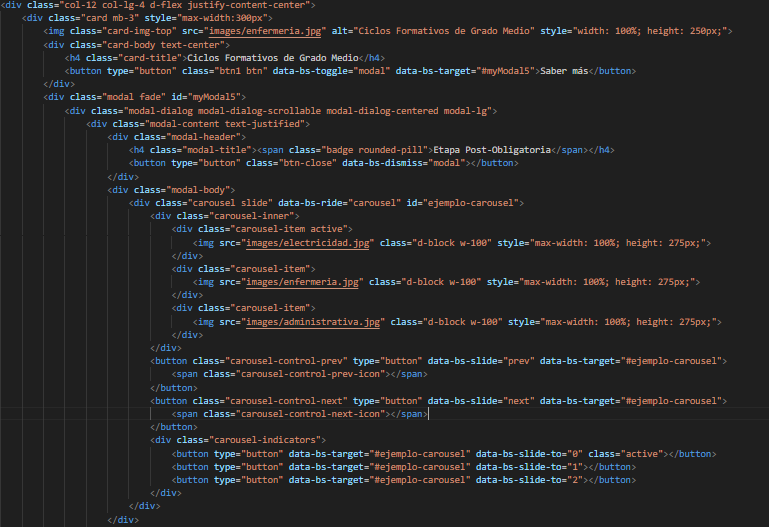 <div class="col-12 col-lg-4 d-flex justify-content-center">
<div class="card mb-3" style="max-width:300px">
<img class="card-img-top" src="images/enfermeria.jpg" alt="Ciclos Formativos de Grado Medio" style="width: 100%; height: 250px;">
<div class="card-body text-center">
<h4 class="card-title">Ciclos Formativos de Grado Medio</h4>
<button type="button" class="btn1 btn" data-bs-toggle="modal" data-bs-target="#myModal5">Saber más</button>
</div>
<div class="modal fade" id="myModal5">
<div class="modal-dialog modal-dialog-scrollable modal-dialog-centered modal-lg">
<div class="modal-content text-justified">
<div class="modal-header">
<h4 class="modal-title"><span class="badge rounded-pill">Etapa Post-Obligatoria</span></h4>
<button type="button" class="btn-close" data-bs-dismiss="modal"></button>
</div>
<div class="modal-body">
<div class="carousel slide" data-bs-ride="carousel" id="ejemplo-carousel">
<div class="carousel-inner">
<div class="carousel-item active">
<img src="images/electricidad.jpg" class="d-block w-100" style="max-width: 100%; height: 275px;">
</div>
<div class="carousel-item">
<img src="images/enfermeria.jpg" class="d-block w-100" style="max-width: 100%; height: 275px;">
</div>
<div class="carousel-item">
<img src="images/administrativa.jpg" class="d-block w-100" style="max-width: 100%; height: 275px;">
</div>
</div>
<button class="carousel-control-prev" type="button" data-bs-slide="prev" data-bs-target="#ejemplo-carousel">
<span class="carousel-control-prev-icon"></span>
</button>
<button class="carousel-control-next" type="button" data-bs-slide="next" data-bs-target="#ejemplo-carousel">
<span class="carousel-control-next-icon"></span>
</button>
<div class="carousel-indicators">
<button type="button" data-bs-target="#ejemplo-carousel" data-bs-slide-to="0" class="active"></button>
<button type="button" data-bs-target="#ejemplo-carousel" data-bs-slide-to="1"></button>
<button type="button" data-bs-target="#ejemplo-carousel" data-bs-slide-to="2"></button>
</div>
</div>
</div>